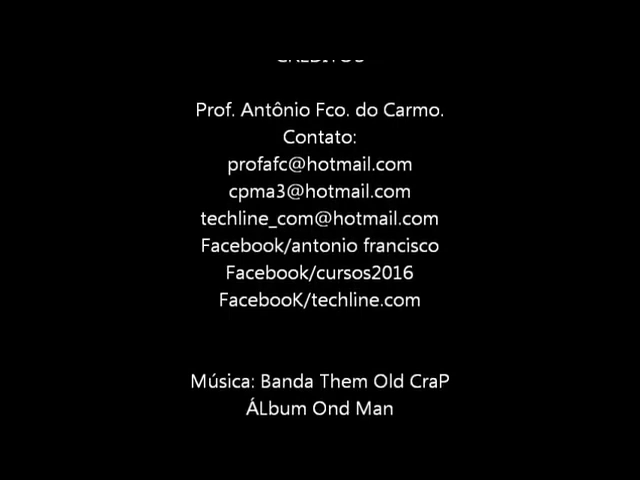 CRÉDITOS
Prof. Antônio Fco. do Carmo.
Contato:
profafc@hotmail.com
cpma3@hotmail.com
techline_com@hotmail.com
Facebook/antonio francisco
Facebook/cursos2016
FacebooK/techline.com
Música: Banda Them Old CraP
ÁLbum Ond Man